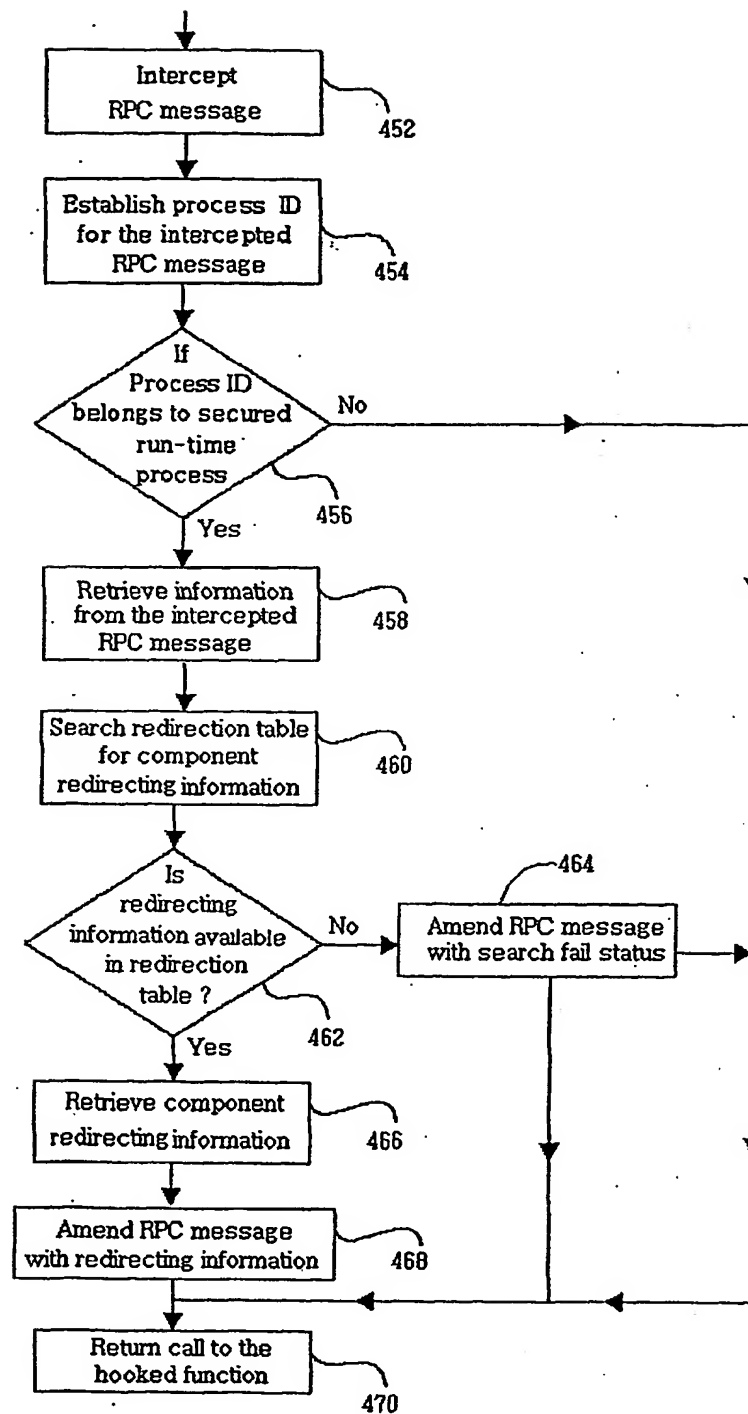 Intercept
RPC message
452
Establish process ID
for the intercepted
RPC message
454
If
Process ID
belongs to secured
run-time
process
No
456
Yes
Retrieve information
from the intercepted
RPC message
458
Search redirection table
for component
redirecting information
460
Is
redirecting
information available
in redirection
table ?
No
464
Amend RPC message
with search fail status
462
Yes
Retrieve component
redirecting information
466
Amend RPC message
with redirecting information
468
Return call to the
hooked function
470